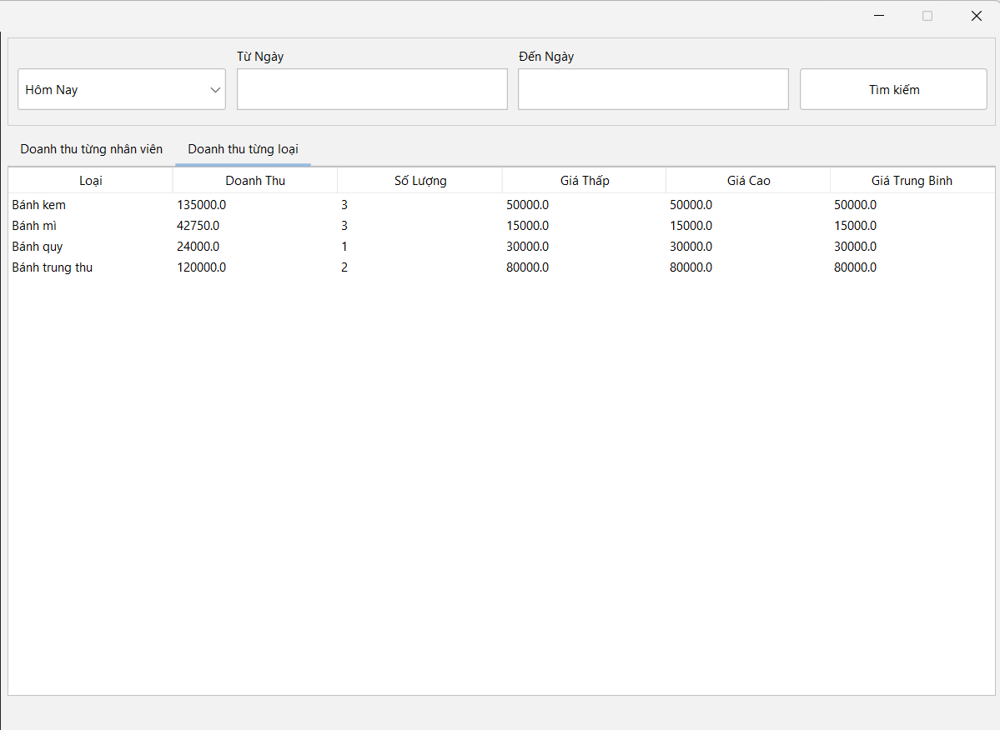 Từ Ngày Đến Ngày
Hôm Nay Tìm kiếm
Doanh thu từng nhân viên Doanh thu từng loại
Loại Doanh Thu Số Lượng Giá Thấp Giá Cao Giá Trung Binh
Bánh kem 135000.0 3 50000.0 50000.0 50000.0
Bánh mì 42750.0 3 15000.0 15000.0 15000.0
Bánh quy 24000.0 1 30000.0 30000.0 30000.0
Bánh trung thu 120000.0 2 80000.0 80000.0 80000.0